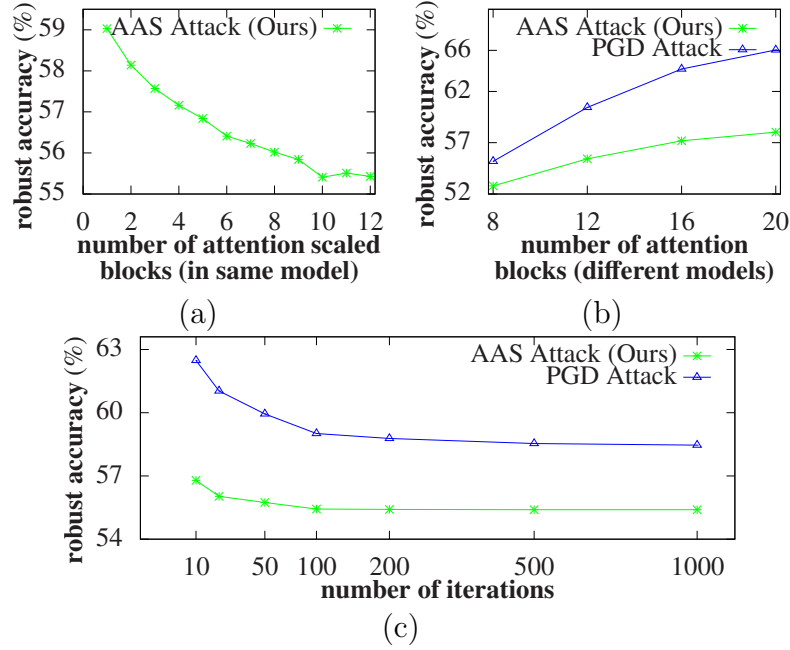 robust accuracy (%)
59
58
57
56
55
AAS Attack (Ours)
0 2 4 6 8 10 12
number of attention scaled
blocks (in same model)
(a)
robust accuracy (%)
66
62
57
52
AAS Attack (Ours)
PGD Attack
8 12 16 20
number of attention
blocks (different models)
(b)
robust accuracy (%)
63
60
57
54
AAS Attack (Ours)
PGD Attack
10 50 100 200 500 1000
number of iterations
(c)